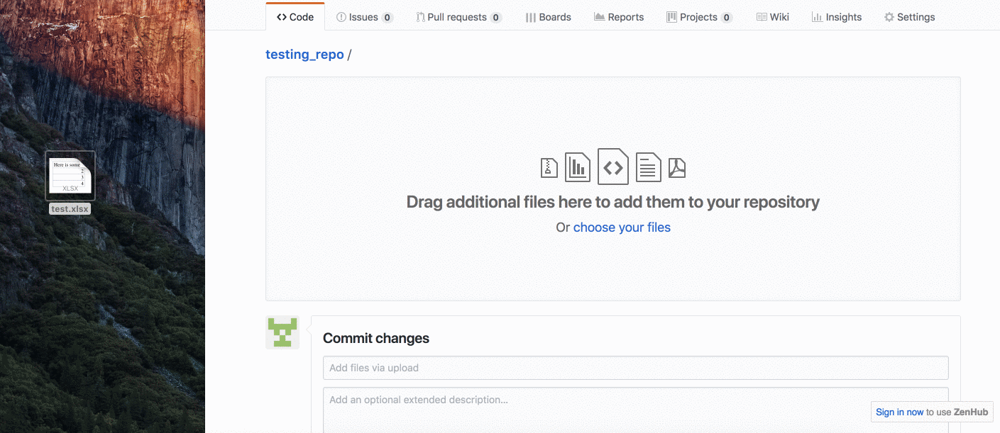 Code Issues 0 Pull requests 0 Boards Reports Projects 0 Wiki Insights Settings
testing_repo /
Here is some
2
3
4
XLSX
test.xlsx
Drag additional files here to add them to your repository
Or choose your files
Commit changes
Add files via upload
Add an optional extended description...
Sign in now to use ZenHub